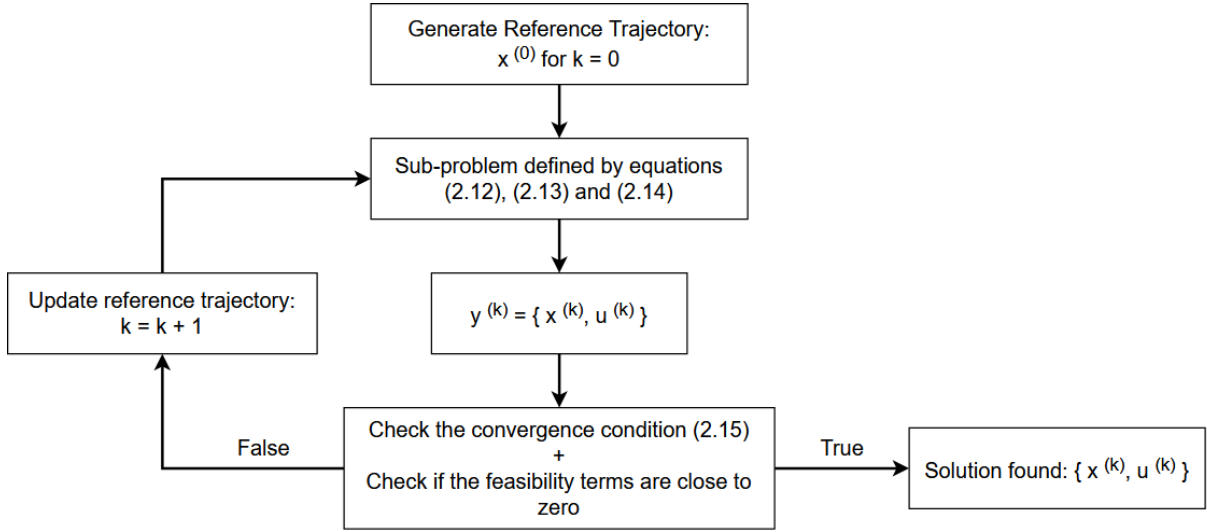 Generate Reference Trajectory:
x (0) for k = 0
Sub-problem defined by equations
(2.12), (2.13) and (2.14)
Update reference trajectory:
k = k + 1
y (k) = { x (k), u (k) }
False
Check the convergence condition (2.15)
+
Check if the feasibility terms are close to
zero
True
Solution found: { x (k), u (k) }